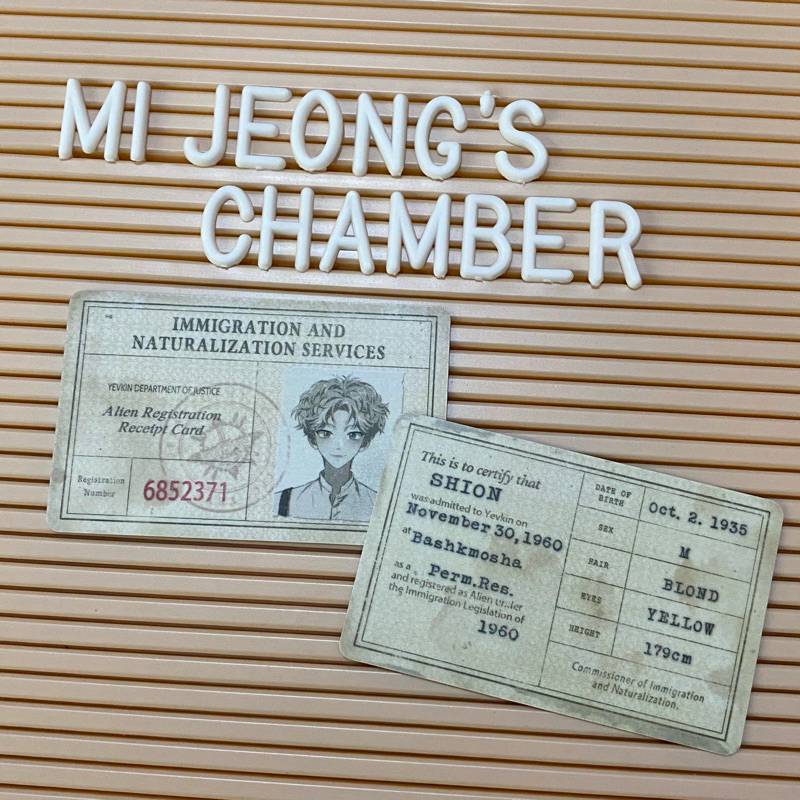 MI JEONG'S
CHAMBER
IMMIGRATION AND
NATURALIZATION SERVICES
YEVKIN DEPARTMENT OF JUSTICE
Alien Registration
Receipt Card
Registration
Number
6852371
This is to certify that
SHION
was admitted to Yevkin on
November 30,1960
at Bashkmosha
as a Perm.Res.
and registered as Alien under
the Immigration Legislation of
1960
DATE OF
BIRTH
Oct. 2. 1935
SEX
M
HAIR
BLOND
EYES
YELLOW
HEIGHT
179cm
Commissioner of Immigration
and Naturalization.